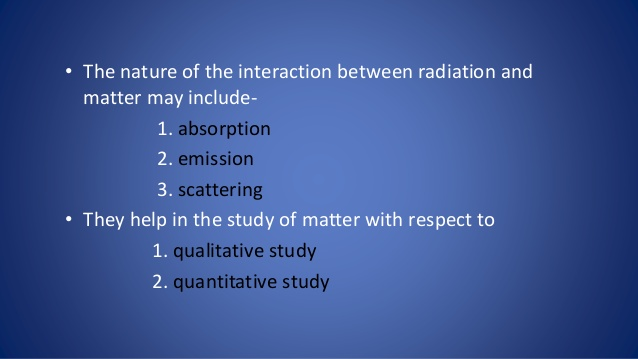 • The nature of the interaction between radiation and
matter may include-
1. absorption
2. emission
3. scattering
• They help in the study of matter with respect to
1. qualitative study
2. quantitative study